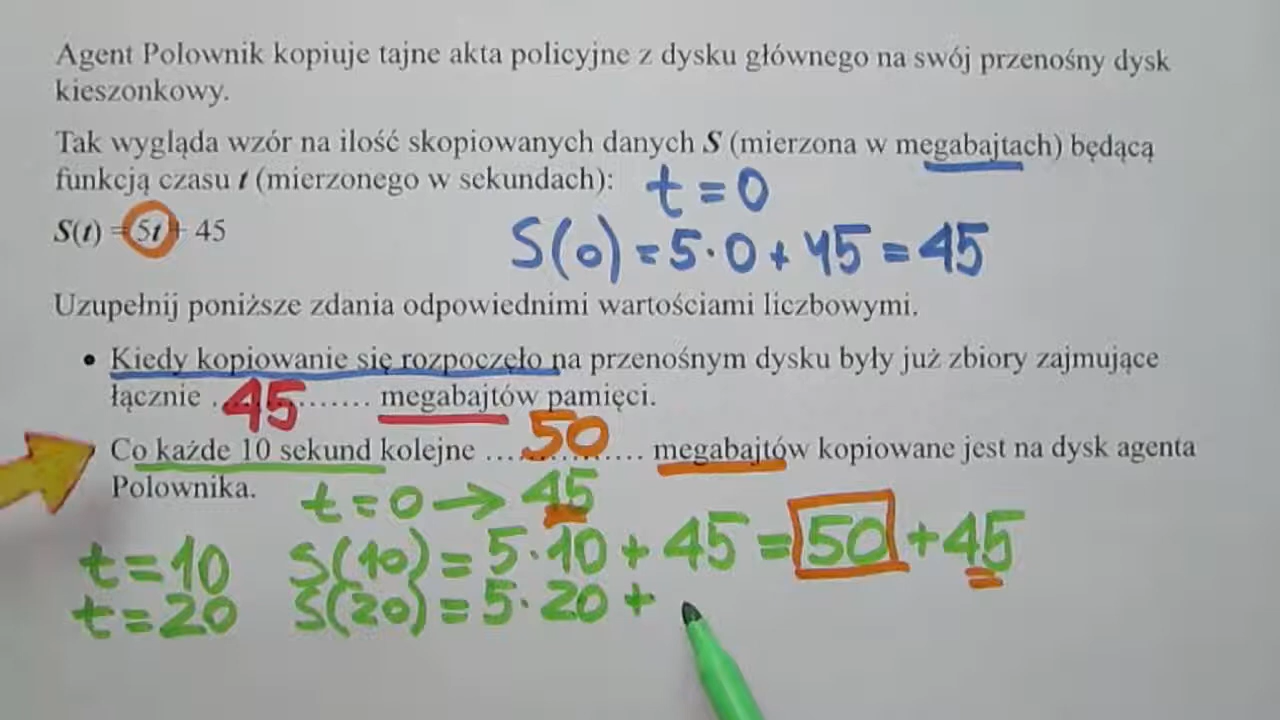 Agent Polownik kopiuje tajne akta policyjne z dysku głównego na swój przenośny dysk
kieszonkowy.
Tak wygląda wzór na ilość skopiowanych danych S (mierzona w megabajtach) będącą
funkcją czasu t (mierzonego w sekundach):
t = 0
S(t) = 5t + 45
S(0) = 5·0 + 45 = 45
Uzupełnij poniższe zdania odpowiednimi wartościami liczbowymi.
• Kiedy kopiowanie się rozpoczęło na przenośnym dysku były już zbiory zajmujące
łącznie ... 45 ............ megabajtów pamięci.
• Co każde 10 sekund kolejne ... 50 ... megabajtów kopiowane jest na dysk agenta
Polownika.
t = 0 → 45
t = 10 S(10) = 5·10 + 45 = 50 + 45
t = 20 S(20) = 5·20 +